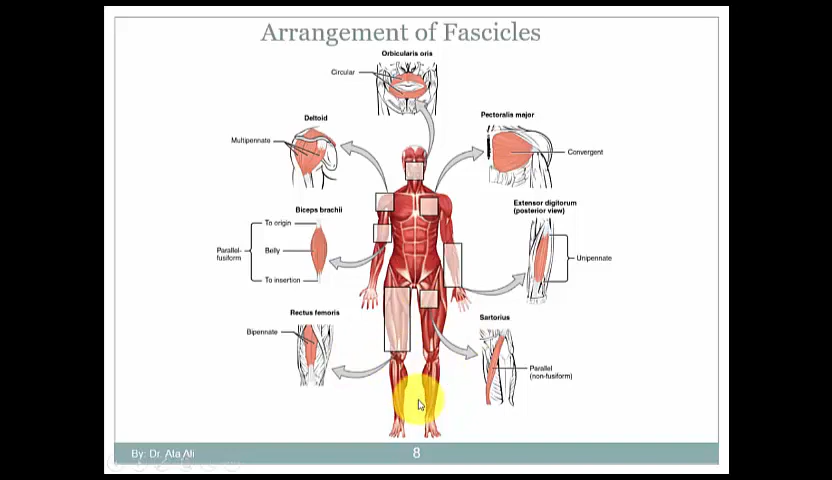 Arrangement of Fascicles
Orbicularis oris
Circular
Deltoid
Multipennate
Pectoralis major
Convergent
Biceps brachii
To origin
Parallel-
fusiform
Belly
To insertion
Extensor digitorum
(posterior view)
Unipennate
Rectus femoris
Bipennate
Sartorius
Parallel
(non-fusiform)
By: Dr. Ata Ali
8